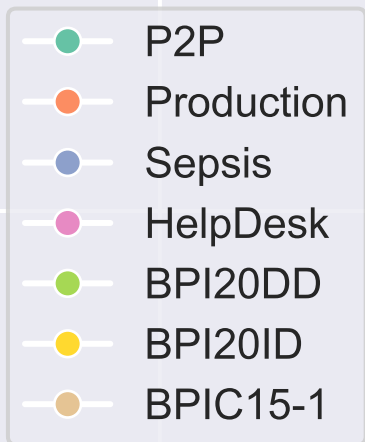 P2P
Production
Sepsis
HelpDesk
BPI20DD
BPI20ID
BPIC15-1